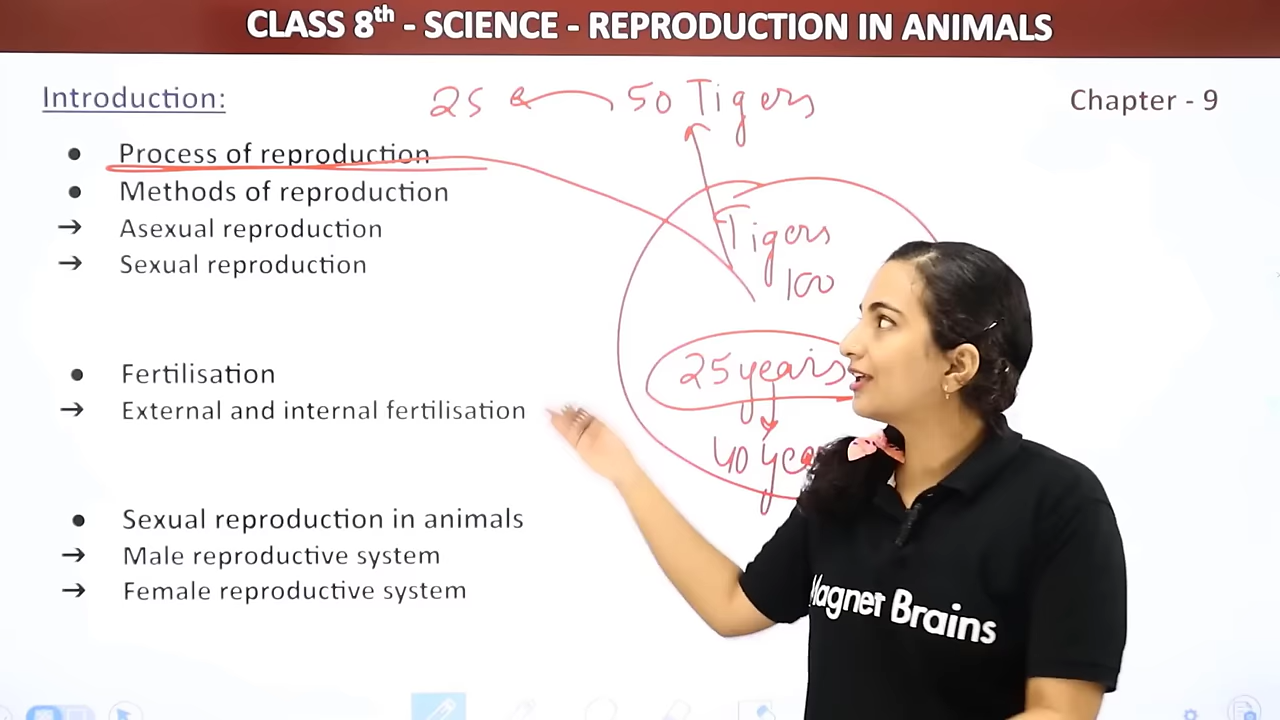 CLASS 8th - SCIENCE - REPRODUCTION IN ANIMALS
Introduction:
25 50 Tigers
Chapter - 9
● Process of reproduction
● Methods of reproduction
→ Asexual reproduction
→ Sexual reproduction
Tigers
100
25 years
40
● Fertilisation
→ External and internal fertilisation
● Sexual reproduction in animals
→ Male reproductive system
→ Female reproductive system
Magnet Brains